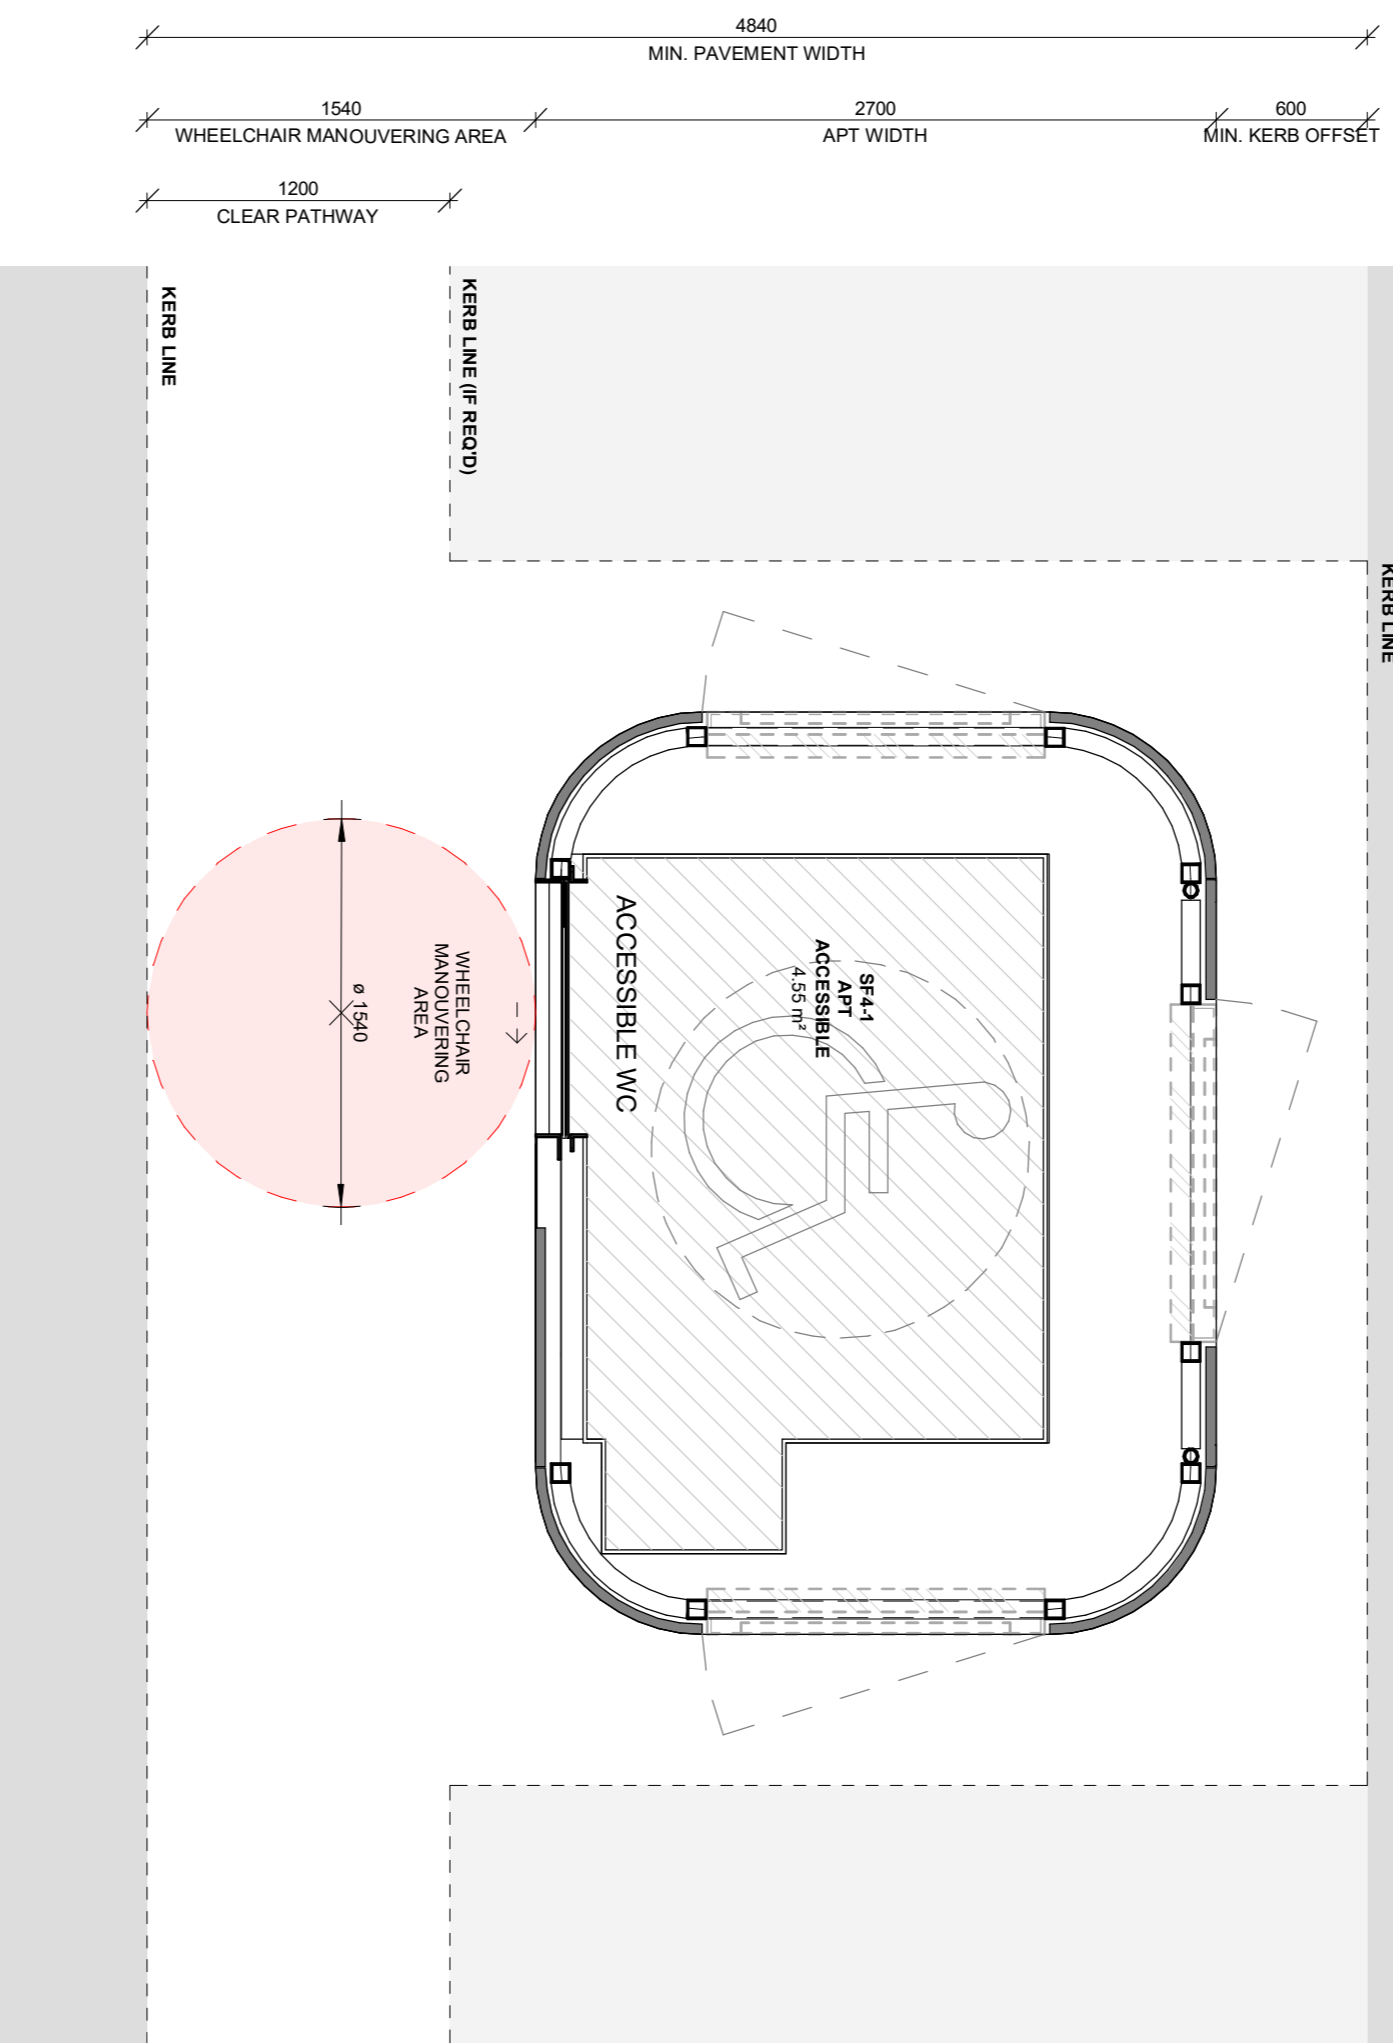 4840
MIN. PAVEMENT WIDTH
1540
WHEELCHAIR MANOUVERING AREA
2700
APT WIDTH
600
MIN. KERB OFFSET
1200
CLEAR PATHWAY
KERB LINE
KERB LINE (IF REQ'D)
KERB LINE
WHEELCHAIR
MANOUVERING
AREA
ø 1540
ACCESSIBLE WC
SF4-1
APT
ACCESSIBLE
4.55 m²